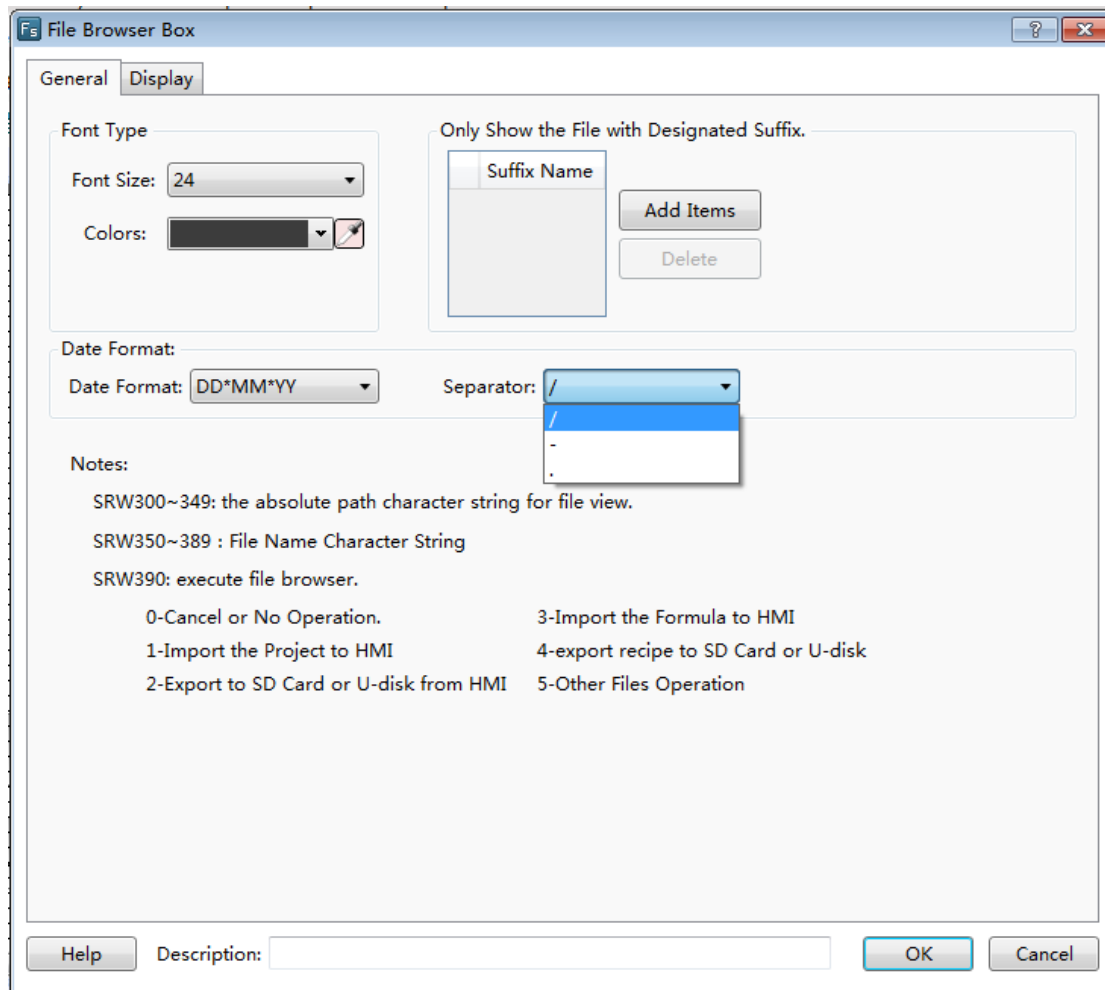 Fs File Browser Box ?
General Display
Font Type
Only Show the File with Designated Suffix.
Font Size: 24
Suffix Name
Add Items
Colors:
Delete
Date Format:
Date Format: DD*MM*YY Separator: /
/
-
.
Notes:
SRW300~349: the absolute path character string for file view.
SRW350~389 : File Name Character String
SRW390: execute file browser.
0-Cancel or No Operation. 3-Import the Formula to HMI
1-Import the Project to HMI 4-export recipe to SD Card or U-disk
2-Export to SD Card or U-disk from HMI 5-Other Files Operation
Help Description: OK Cancel